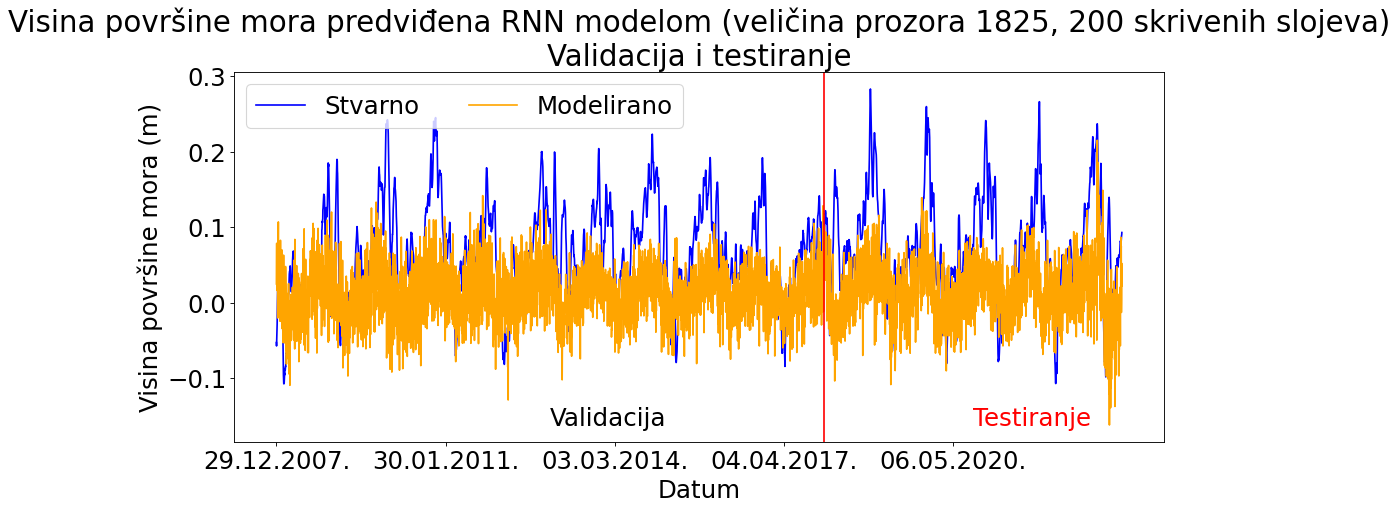 Visina površine mora predviđena RNN modelom (veličina prozora 1825, 200 skrivenih slojeva)
Validacija i testiranje
Stvarno
Modelirano
Visina površine mora (m)
0.3
0.2
0.1
0.0
−0.1
Validacija
Testiranje
29.12.2007.
30.01.2011.
03.03.2014.
04.04.2017.
06.05.2020.
Datum